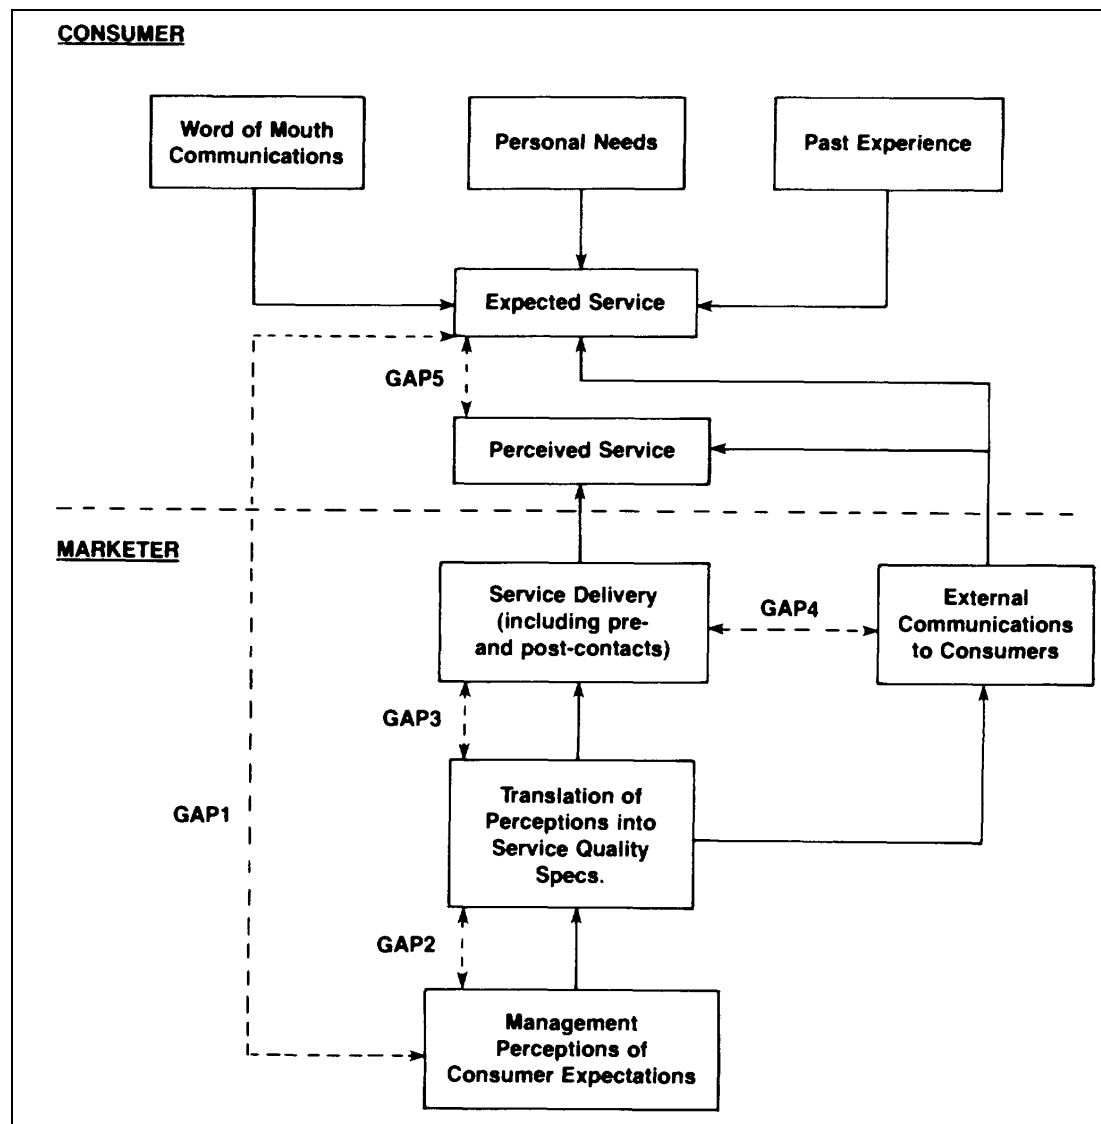 CONSUMER
Word of Mouth
Communications
Personal Needs
Past Experience
Expected Service
GAP5
Perceived Service
MARKETER
Service Delivery
(including pre-
and post-contacts)
GAP4
External
Communications
to Consumers
GAP3
Translation of
Perceptions into
Service Quality
Specs.
GAP1
GAP2
Management
Perceptions of
Consumer Expectations